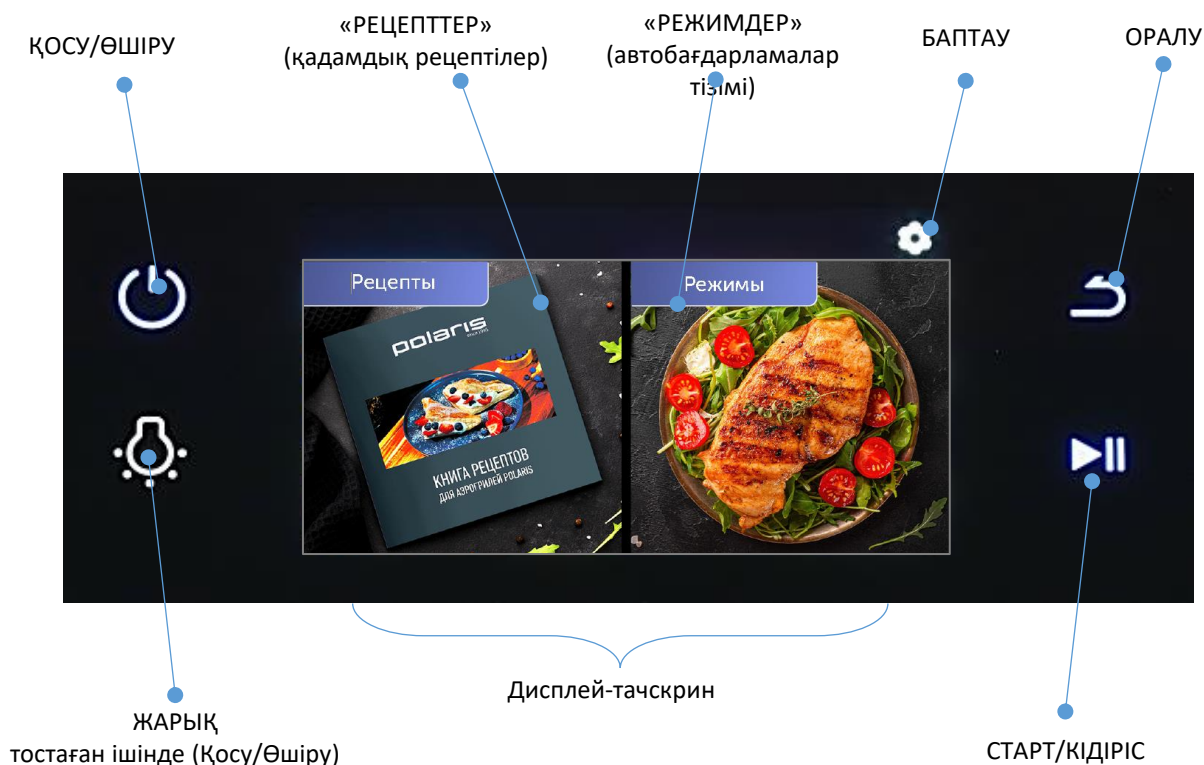 ҚОСУ/ӨШІРУ
«РЕЦЕПТТЕР»
(қадамдық рецептілер)
«РЕЖИМДЕР»
(автобағдарламалар
тізімі)
БАПТАУ
ОРАЛУ
Рецепты
Режимы
polaris
КНИГА РЕЦЕПТОВ
ДЛЯ АЭРОГРИЛЕЙ POLARIS
Дисплей-тачскрин
ЖАРЫҚ
тостаған ішінде (Қосу/Өшіру)
СТАРТ/КІДІРІС